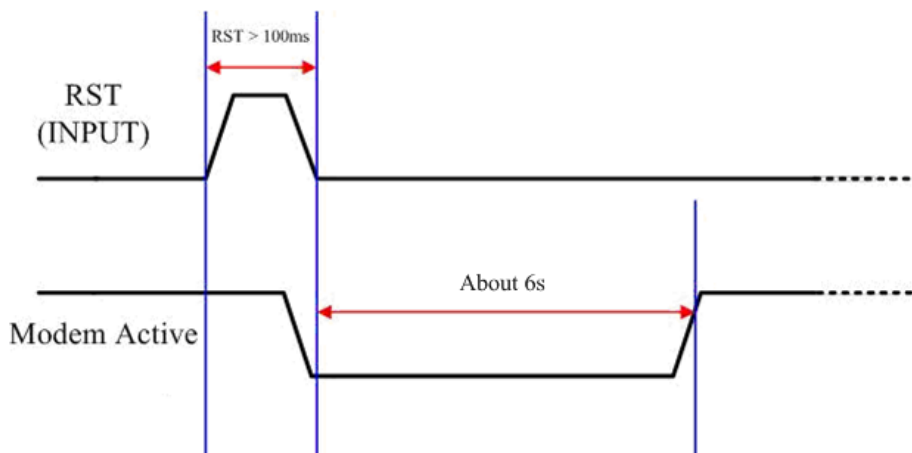 RST > 100ms
RST
(INPUT)
About 6s
Modem Active